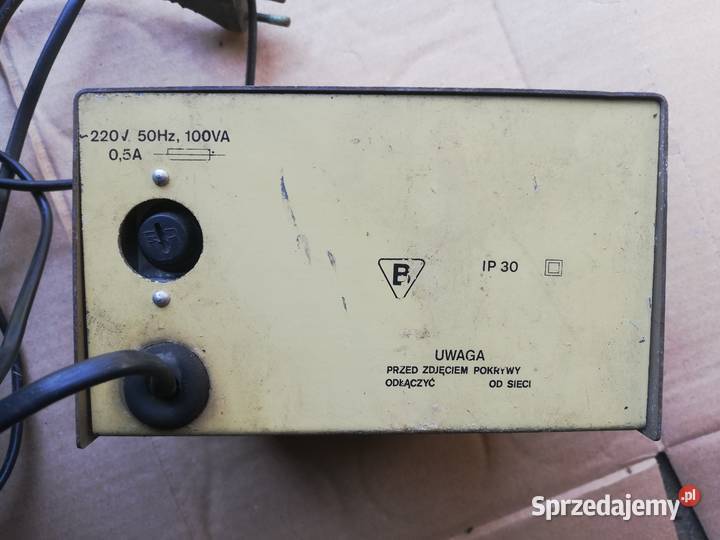 ~220V. 50Hz, 100VA
0,5A
B
IP 30
UWAGA
PRZED ZDJĘCIEM POKRYWY
ODŁĄCZYĆ OD SIECI
Sprzedajemy.pl